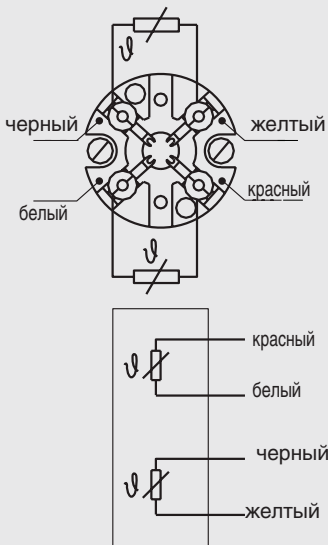 черный желтый
белый красный
красный
белый
черный
желтый